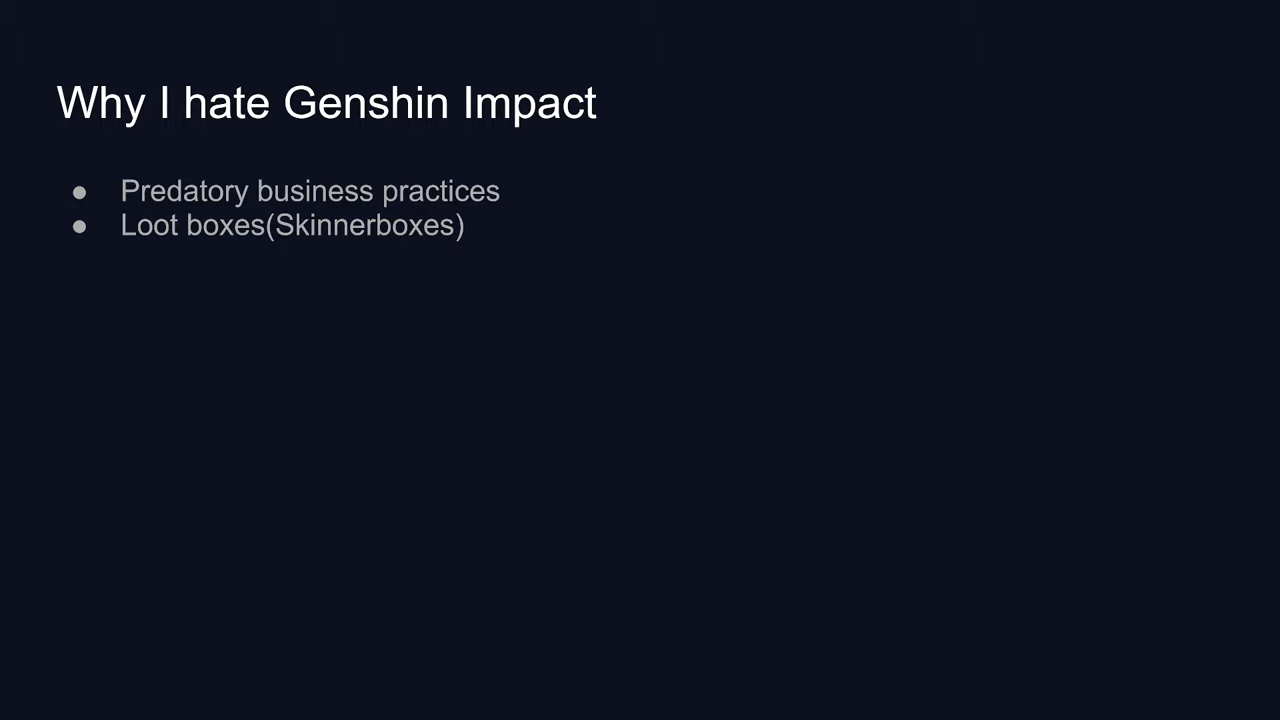 Why I hate Genshin Impact
● Predatory business practices
● Loot boxes(Skinnerboxes)